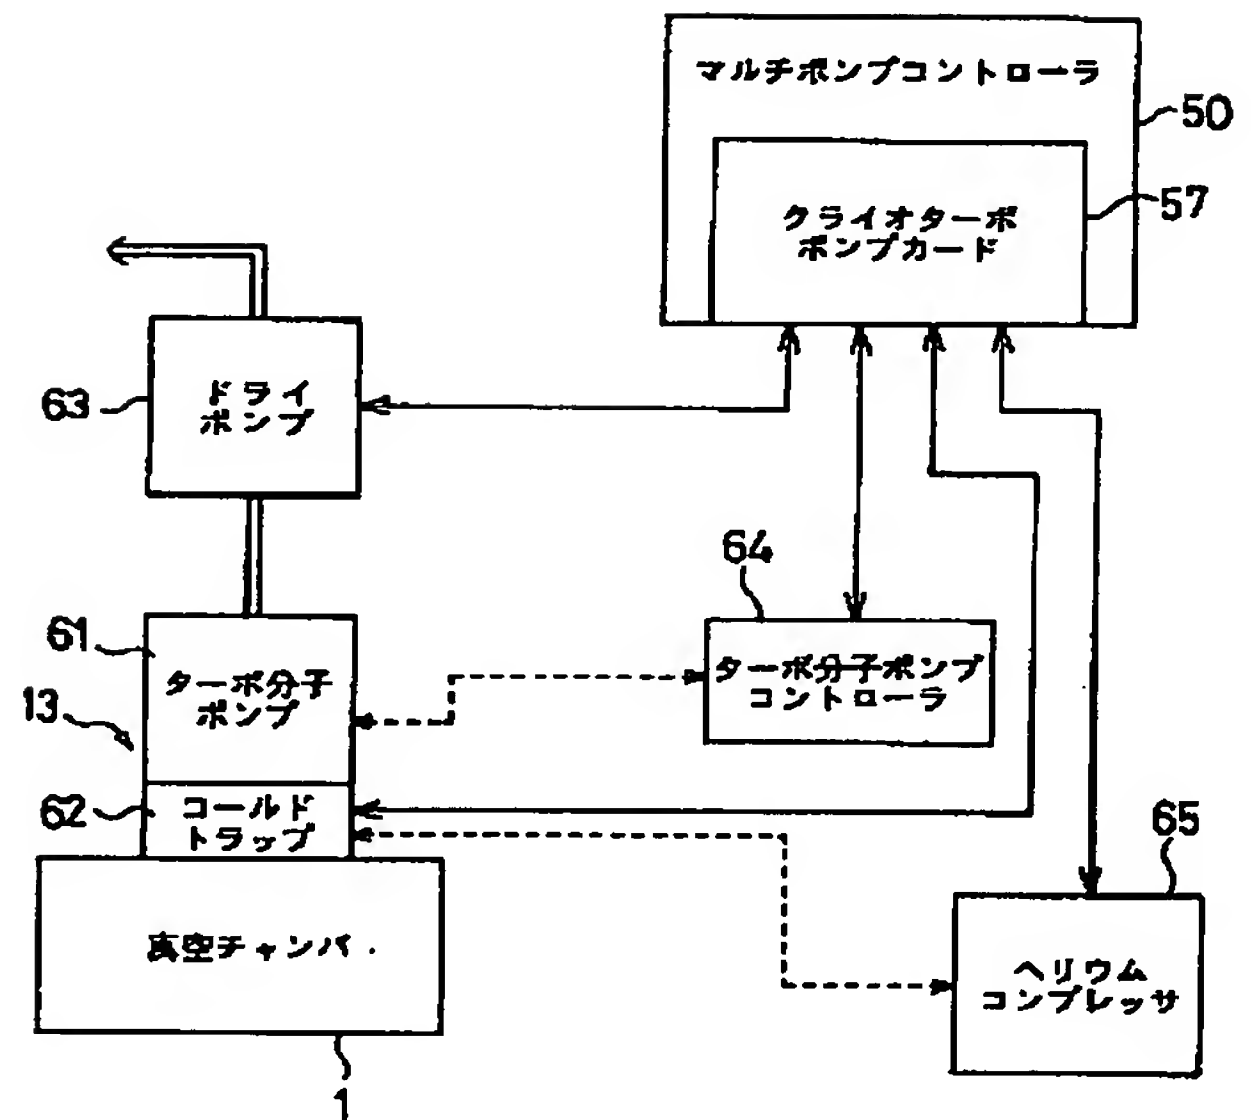 マルチポンプコントローラ
50
クライオターボ
ポンプカード
57
ドライ
ポンプ
63
64
61
ターボ分子
ポンプ
ターボ分子ポンプ
コントローラ
13
62
コールド
トラップ
65
真空チャンバ
ヘリウム
コンプレッサ
1